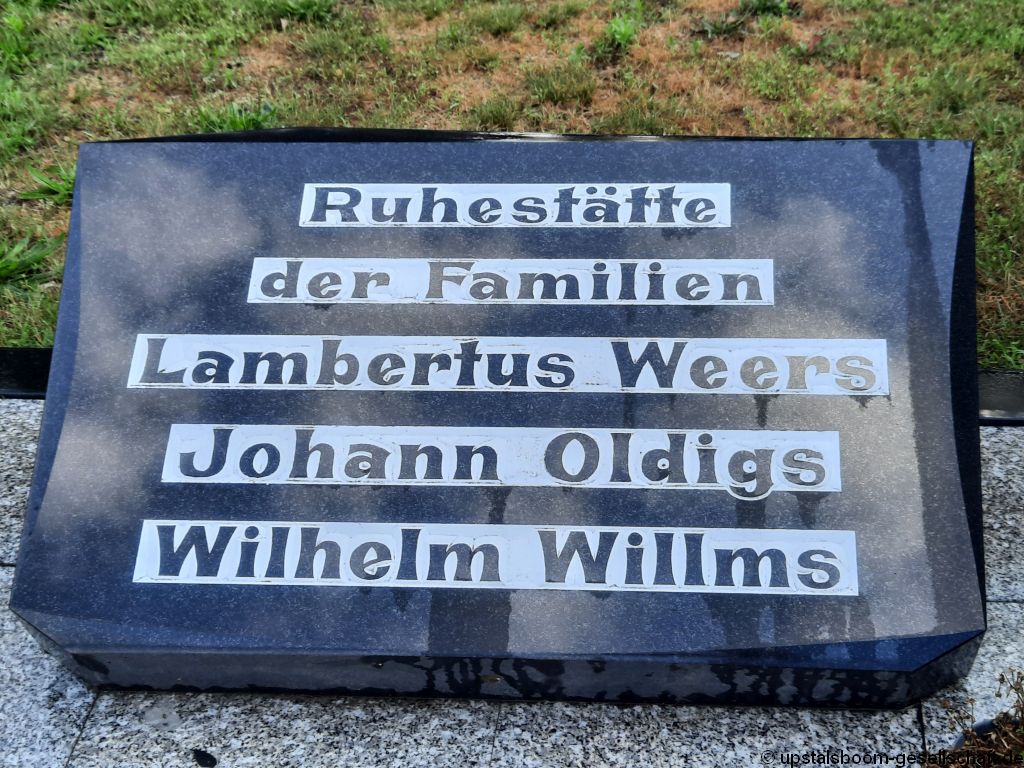 Ruhestätte
der Familien
Lambertus Weers
Johann Oldigs
Wilhelm Willms
© upstalsboom-gesellschaft.de